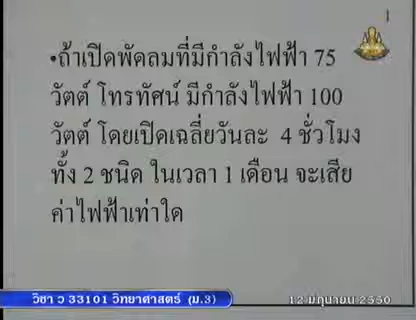 •ถ้าเปิดพัดลมที่มีกำลังไฟฟ้า 75
วัตต์ โทรทัศน์ มีกำลังไฟฟ้า 100
วัตต์ โดยเปิดเฉลี่ยวันละ 4 ชั่วโมง
ทั้ง 2 ชนิด ในเวลา 1 เดือน จะเสีย
ค่าไฟฟ้าเท่าใด
วิชา ว 33101 วิทยาศาสตร์ (ม.3)
12 มิถุนายน 2550